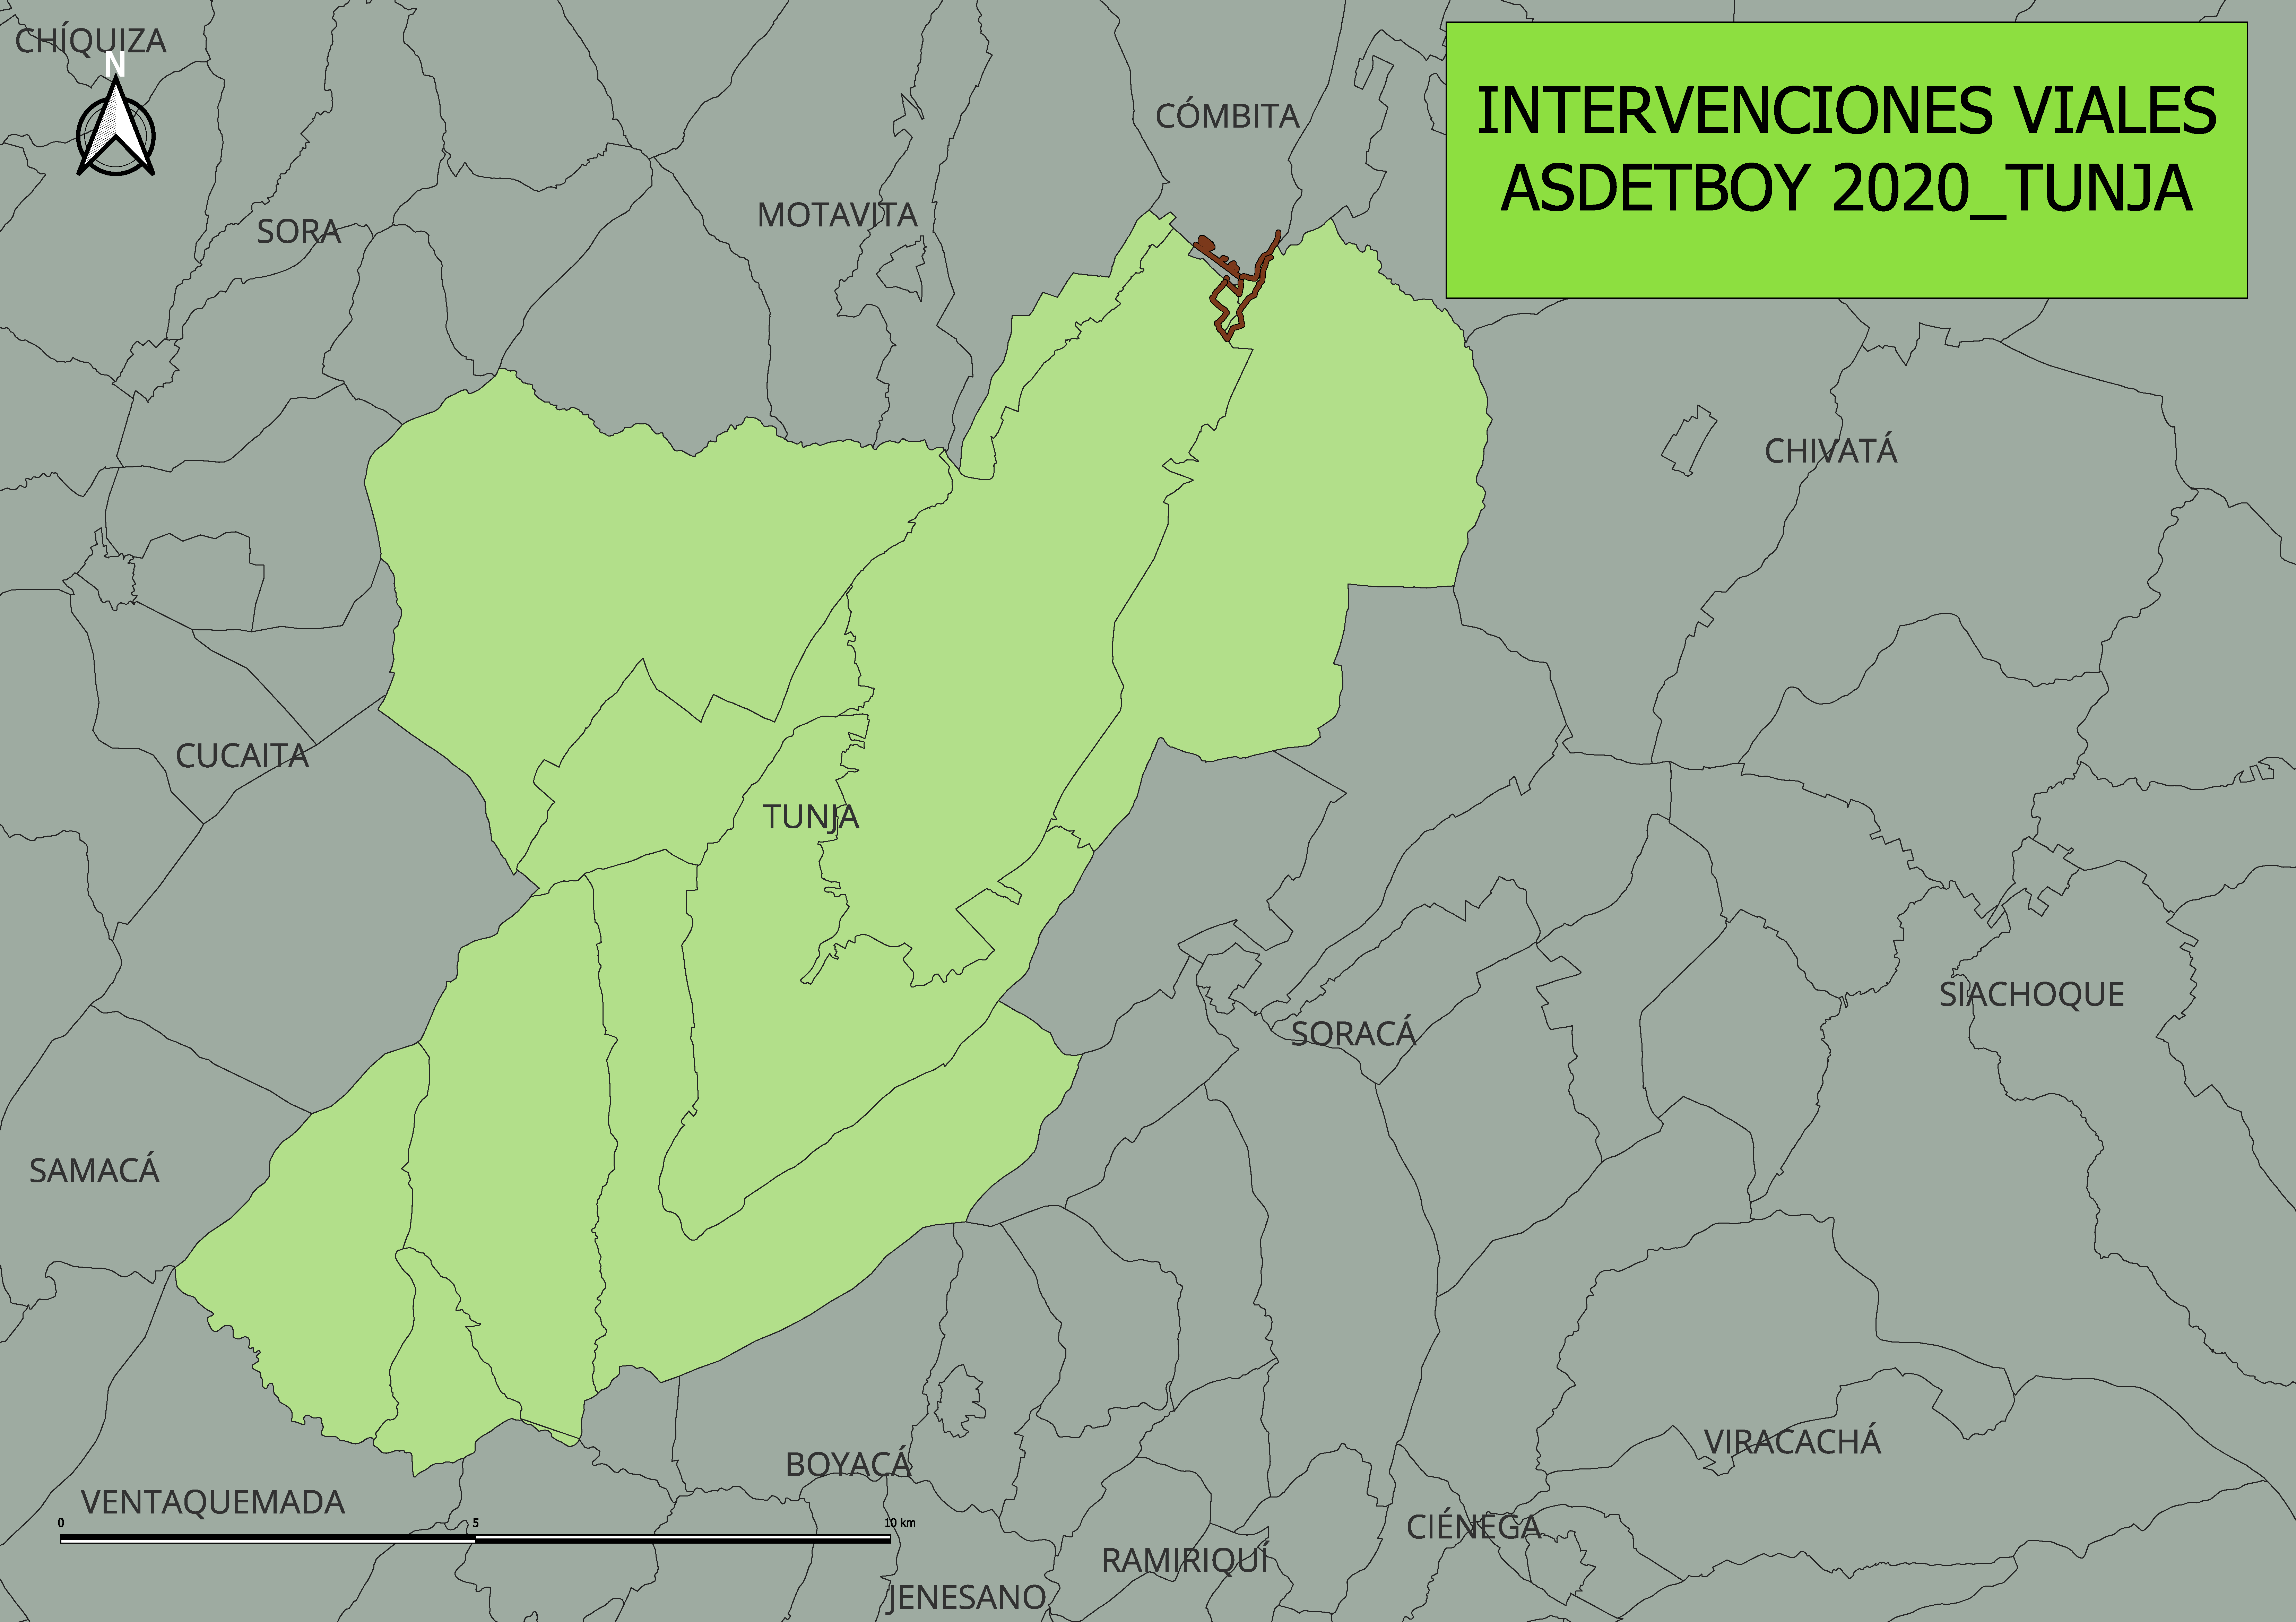 CHÍQUIZA
N
CÓMBITA
INTERVENCIONES VIALES
ASDETBOY 2020_TUNJA
SORA
MOTAVITA
CHIVATÁ
CUCAITA
TUNJA
SIACHOQUE
SORACÁ
SAMACÁ
VIRACACHÁ
BOYACÁ
VENTAQUEMADA
0 5 10 km
CIÉNEGA
RAMIRIQUÍ
JENESANO